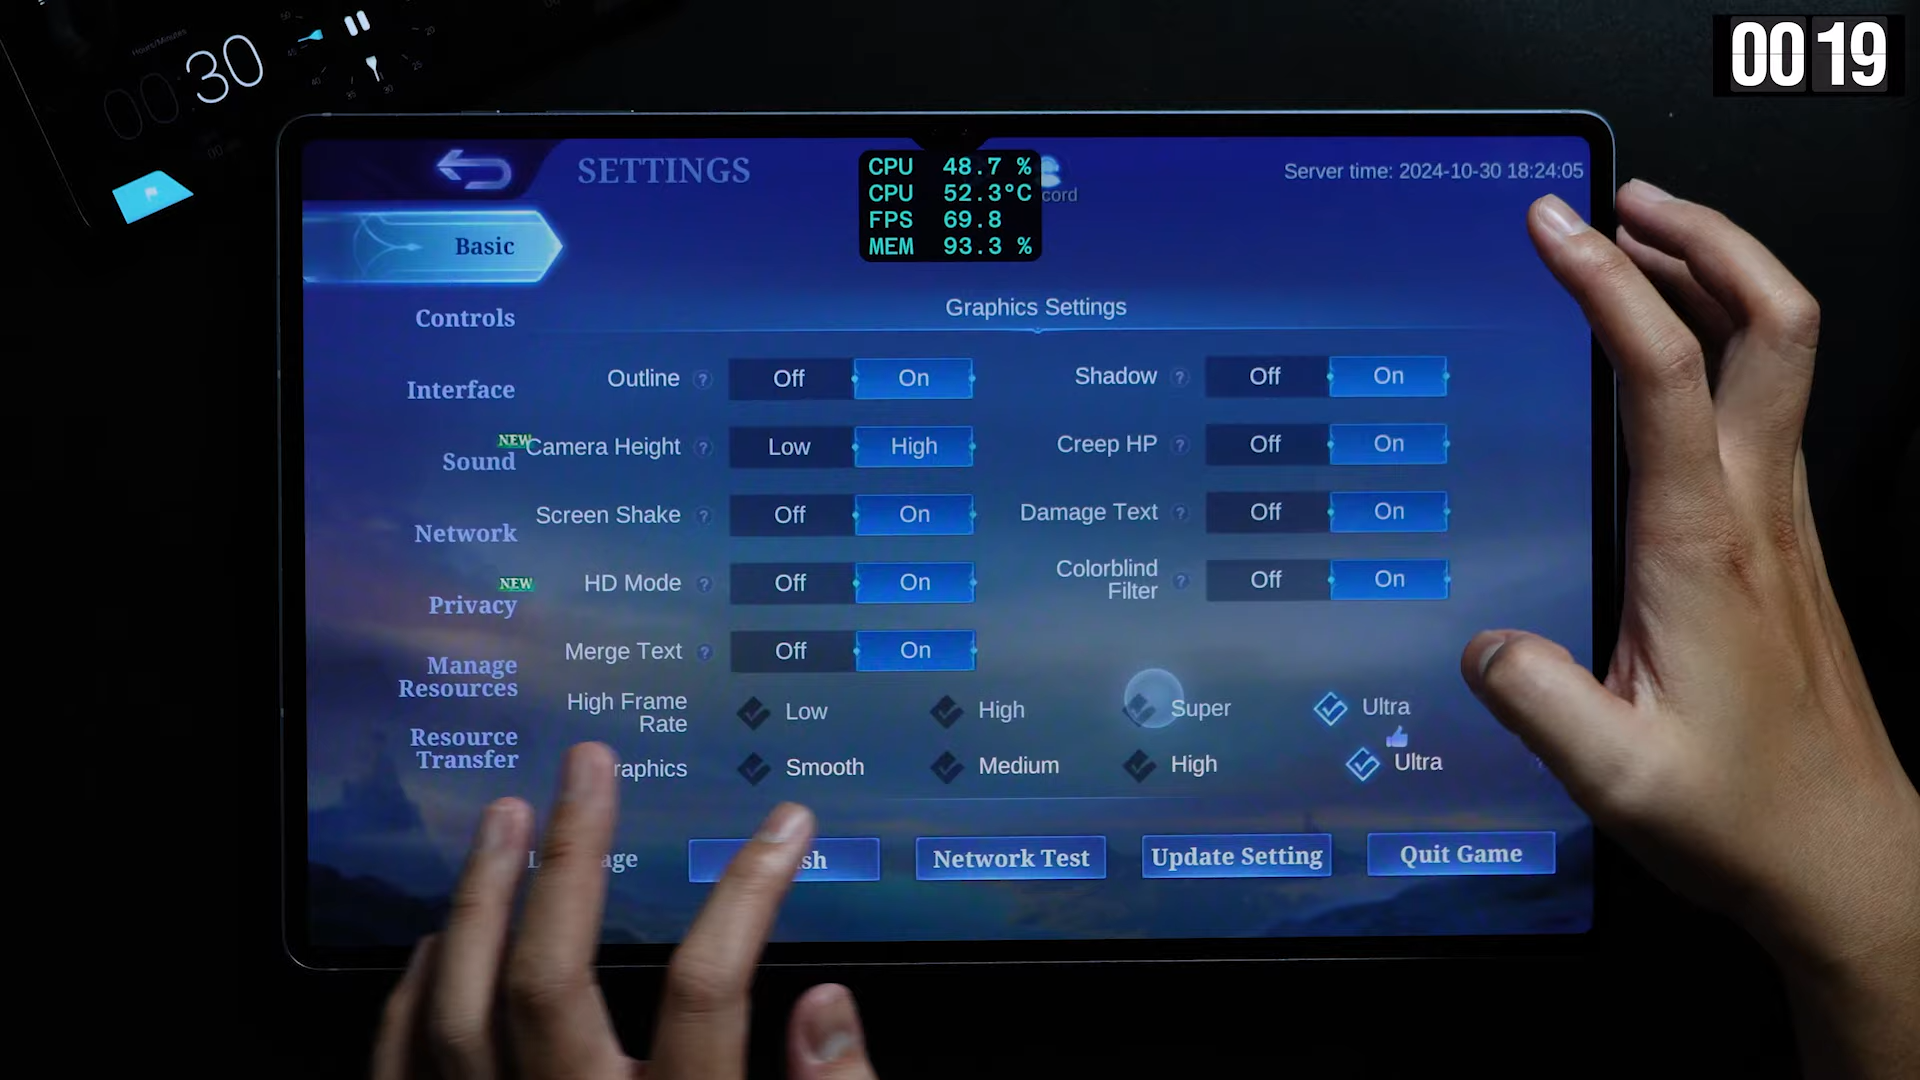 00 19
Hours/Minutes
00:30
SETTINGS
CPU 48.7 %
CPU 52.3°C
FPS 69.8
MEM 93.3 %
cord
Server time: 2024-10-30 18:24:05
Basic
Controls
Interface
NEW
Sound
Network
NEW
Privacy
Manage
Resources
Resource
Transfer
Graphics Settings
Outline ? Off On
Shadow ? Off On
Camera Height ? Low High
Creep HP ? Off On
Screen Shake ? Off On
Damage Text ? Off On
HD Mode ? Off On
Colorblind
Filter ? Off On
Merge Text ? Off On
High Frame
Rate Low High Super Ultra
raphics Smooth Medium High Ultra
L age sh Network Test Update Setting Quit Game